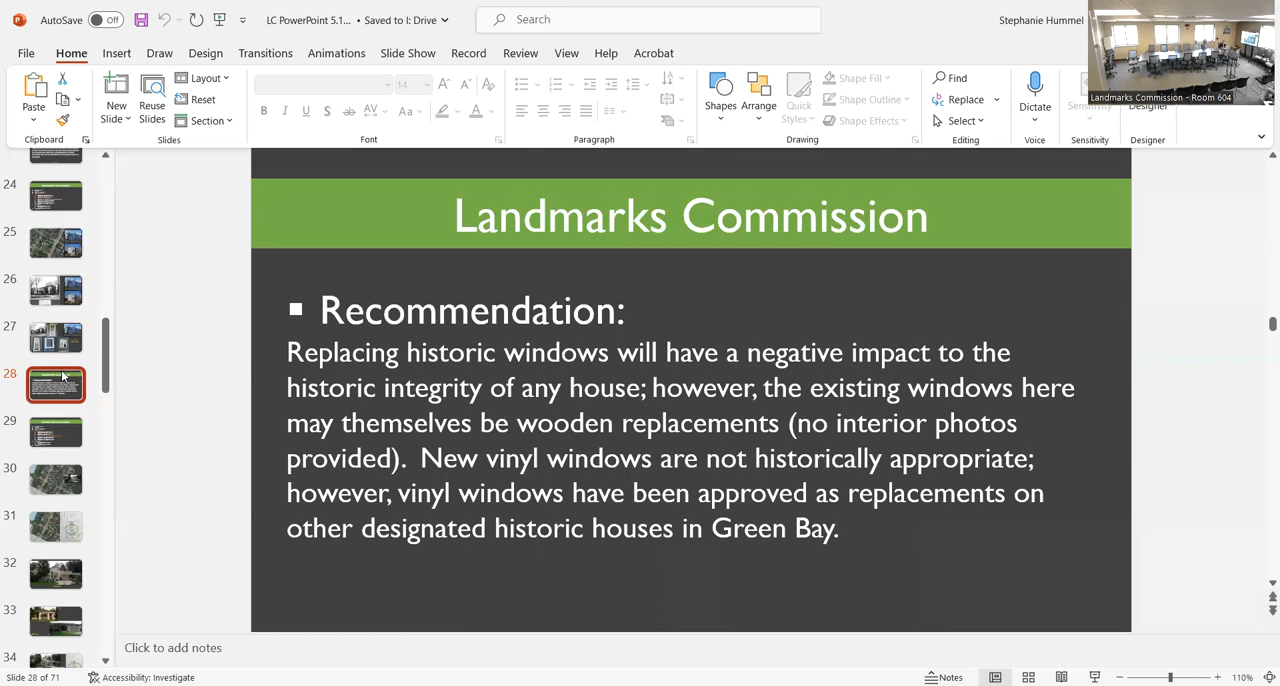 AutoSave
Off
LC PowerPoint 5.1... • Saved to I: Drive
Search
Stephanie Hummel
File
Home
Insert
Draw
Design
Transitions
Animations
Slide Show
Record
Review
View
Help
Acrobat
Paste
Clipboard
New
Slide
Reuse
Slides
Layout
Reset
Section
Slides
14
B I U S ab AV Aa A
Font
Paragraph
Shapes
Arrange
Quick
Styles
Shape Fill
Shape Outline
Shape Effects
Drawing
Find
Replace
Select
Editing
Dictate
Voice
Sensitivity
Sensitivity
Designer
Landmarks Commission - Room 604
24
25
26
27
28
29
30
31
32
33
34
Landmarks Commission
▪ Recommendation:
Replacing historic windows will have a negative impact to the
historic integrity of any house; however, the existing windows here
may themselves be wooden replacements (no interior photos
provided).  New vinyl windows are not historically appropriate;
however, vinyl windows have been approved as replacements on
other designated historic houses in Green Bay.
Click to add notes
Slide 28 of 71
Accessibility: Investigate
Notes
110%